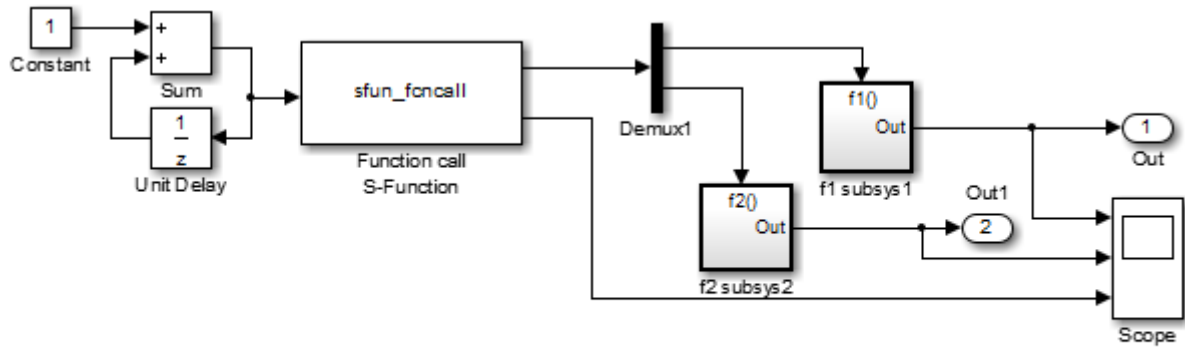 1
Constant
+
+
Sum
1
z
Unit Delay
sfun_fcncall
Function call
S-Function
Demux1
f1()
Out
f1 subsys1
f2()
Out
f2 subsys2
1
Out
Out1
2
Scope